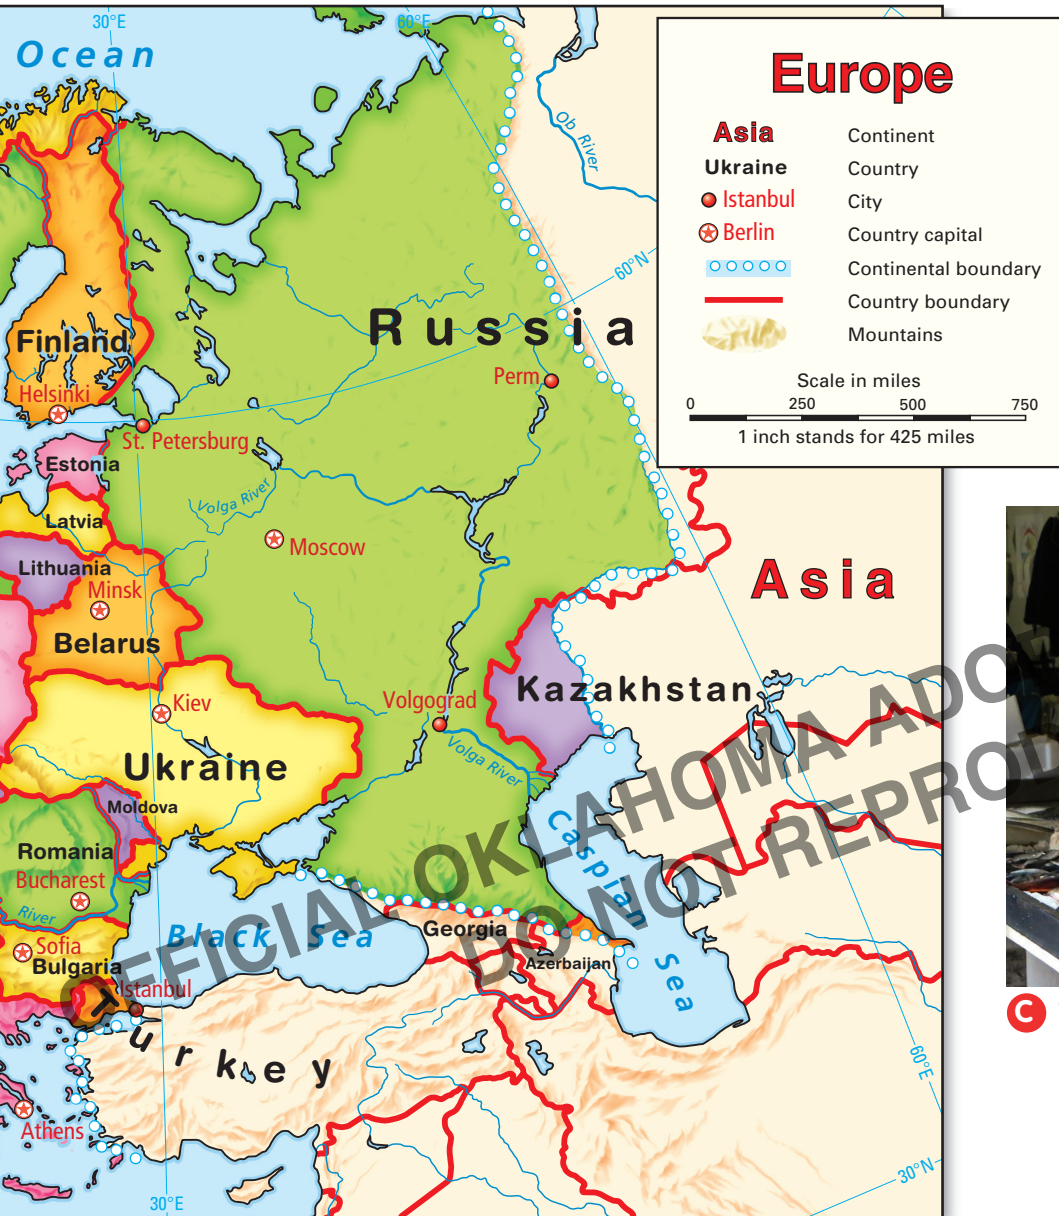 30°E
60°E
Ocean
Ob River
60°N
Europe
Asia Continent
Ukraine Country
Istanbul City
Berlin Country capital
Continental boundary
Country boundary
Mountains
Scale in miles
0 250 500 750
1 inch stands for 425 miles
Russia
Finland
Helsinki
Perm
St. Petersburg
Estonia
Volga River
Latvia
Moscow
Lithuania
Minsk
Asia
Belarus
Kazakhstan
Kiev
Volgograd
Volga River
Ukraine
Moldova
Romania
Bucharest
River
Caspian Sea
Black Sea
Georgia
Sofia
Bulgaria
Azerbaijan
Istanbul
Turkey
Athens
60°E
30°N
30°E
C
OFFICIAL OKLAHOMA ADO
DO NOT REPRO